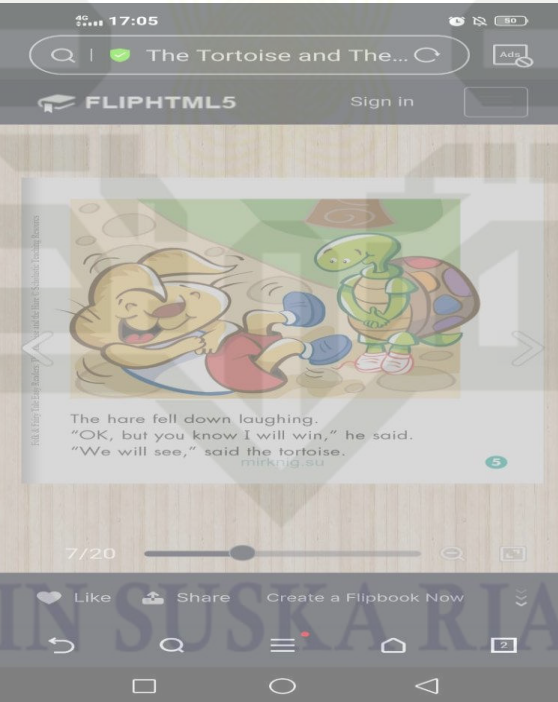 4G 17:05 50
The Tortoise and The... Ads
FLIPHTML5 Sign in
The hare fell down laughing.
"OK, but you know I will win," he said.
"We will see," said the tortoise.
mirknig.su
5
7/20
Like Share Create a Flipbook Now
IN SUSKA RIA
2